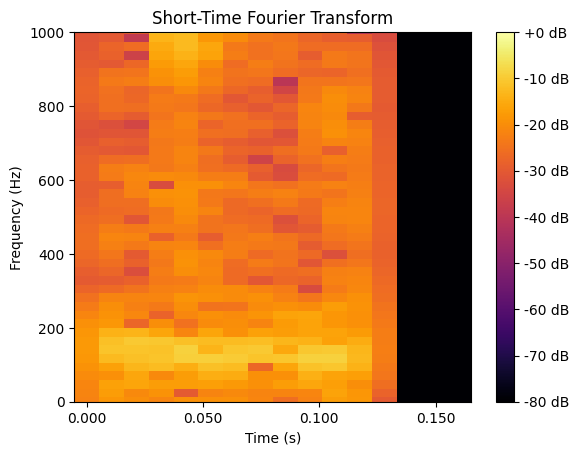 Short-Time Fourier Transform
Frequency (Hz)
1000
800
600
400
200
0
0.000
0.050
0.100
0.150
Time (s)
+0 dB
-10 dB
-20 dB
-30 dB
-40 dB
-50 dB
-60 dB
-70 dB
-80 dB